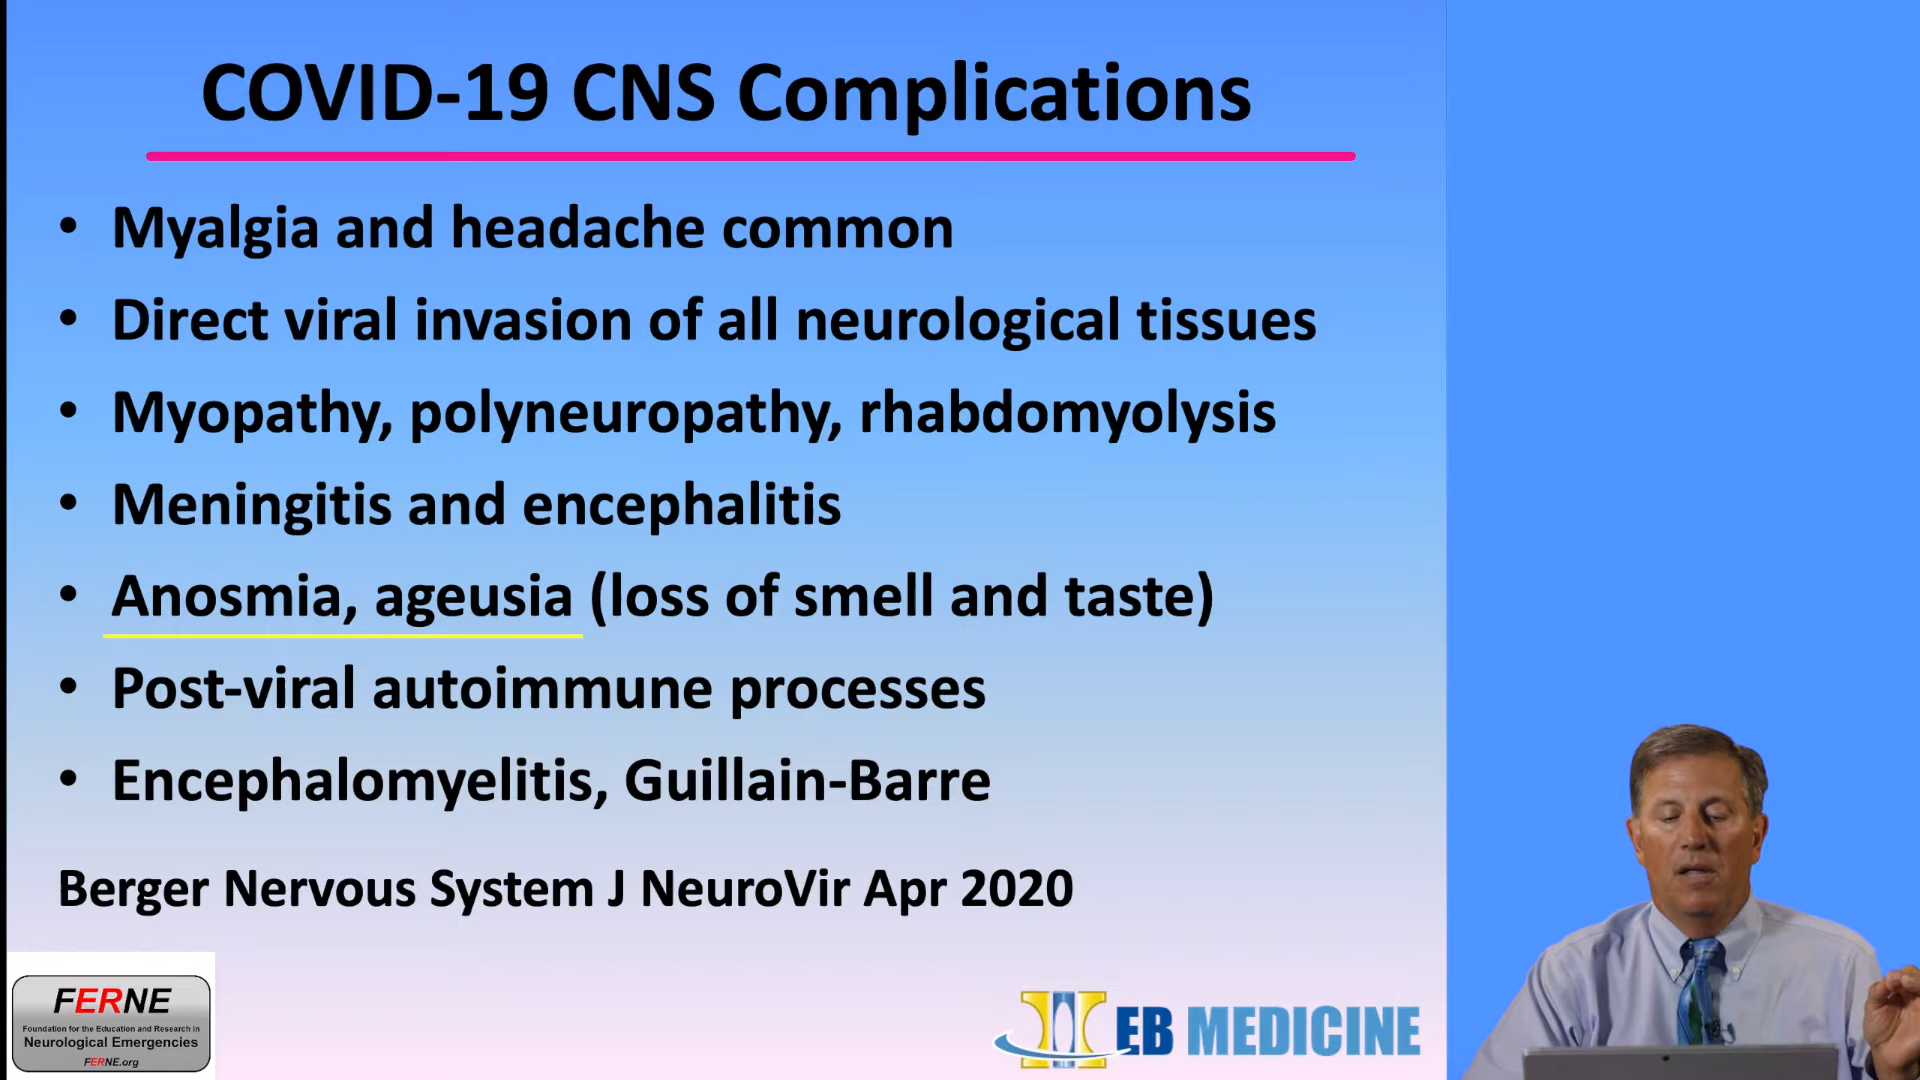 COVID-19 CNS Complications
• Myalgia and headache common
• Direct viral invasion of all neurological tissues
• Myopathy, polyneuropathy, rhabdomyolysis
• Meningitis and encephalitis
• Anosmia, ageusia (loss of smell and taste)
• Post-viral autoimmune processes
• Encephalomyelitis, Guillain-Barre
Berger Nervous System J NeuroVir Apr 2020
FERNE
Foundation for the Education and Research in
Neurological Emergencies
FERNE.org
EB MEDICINE